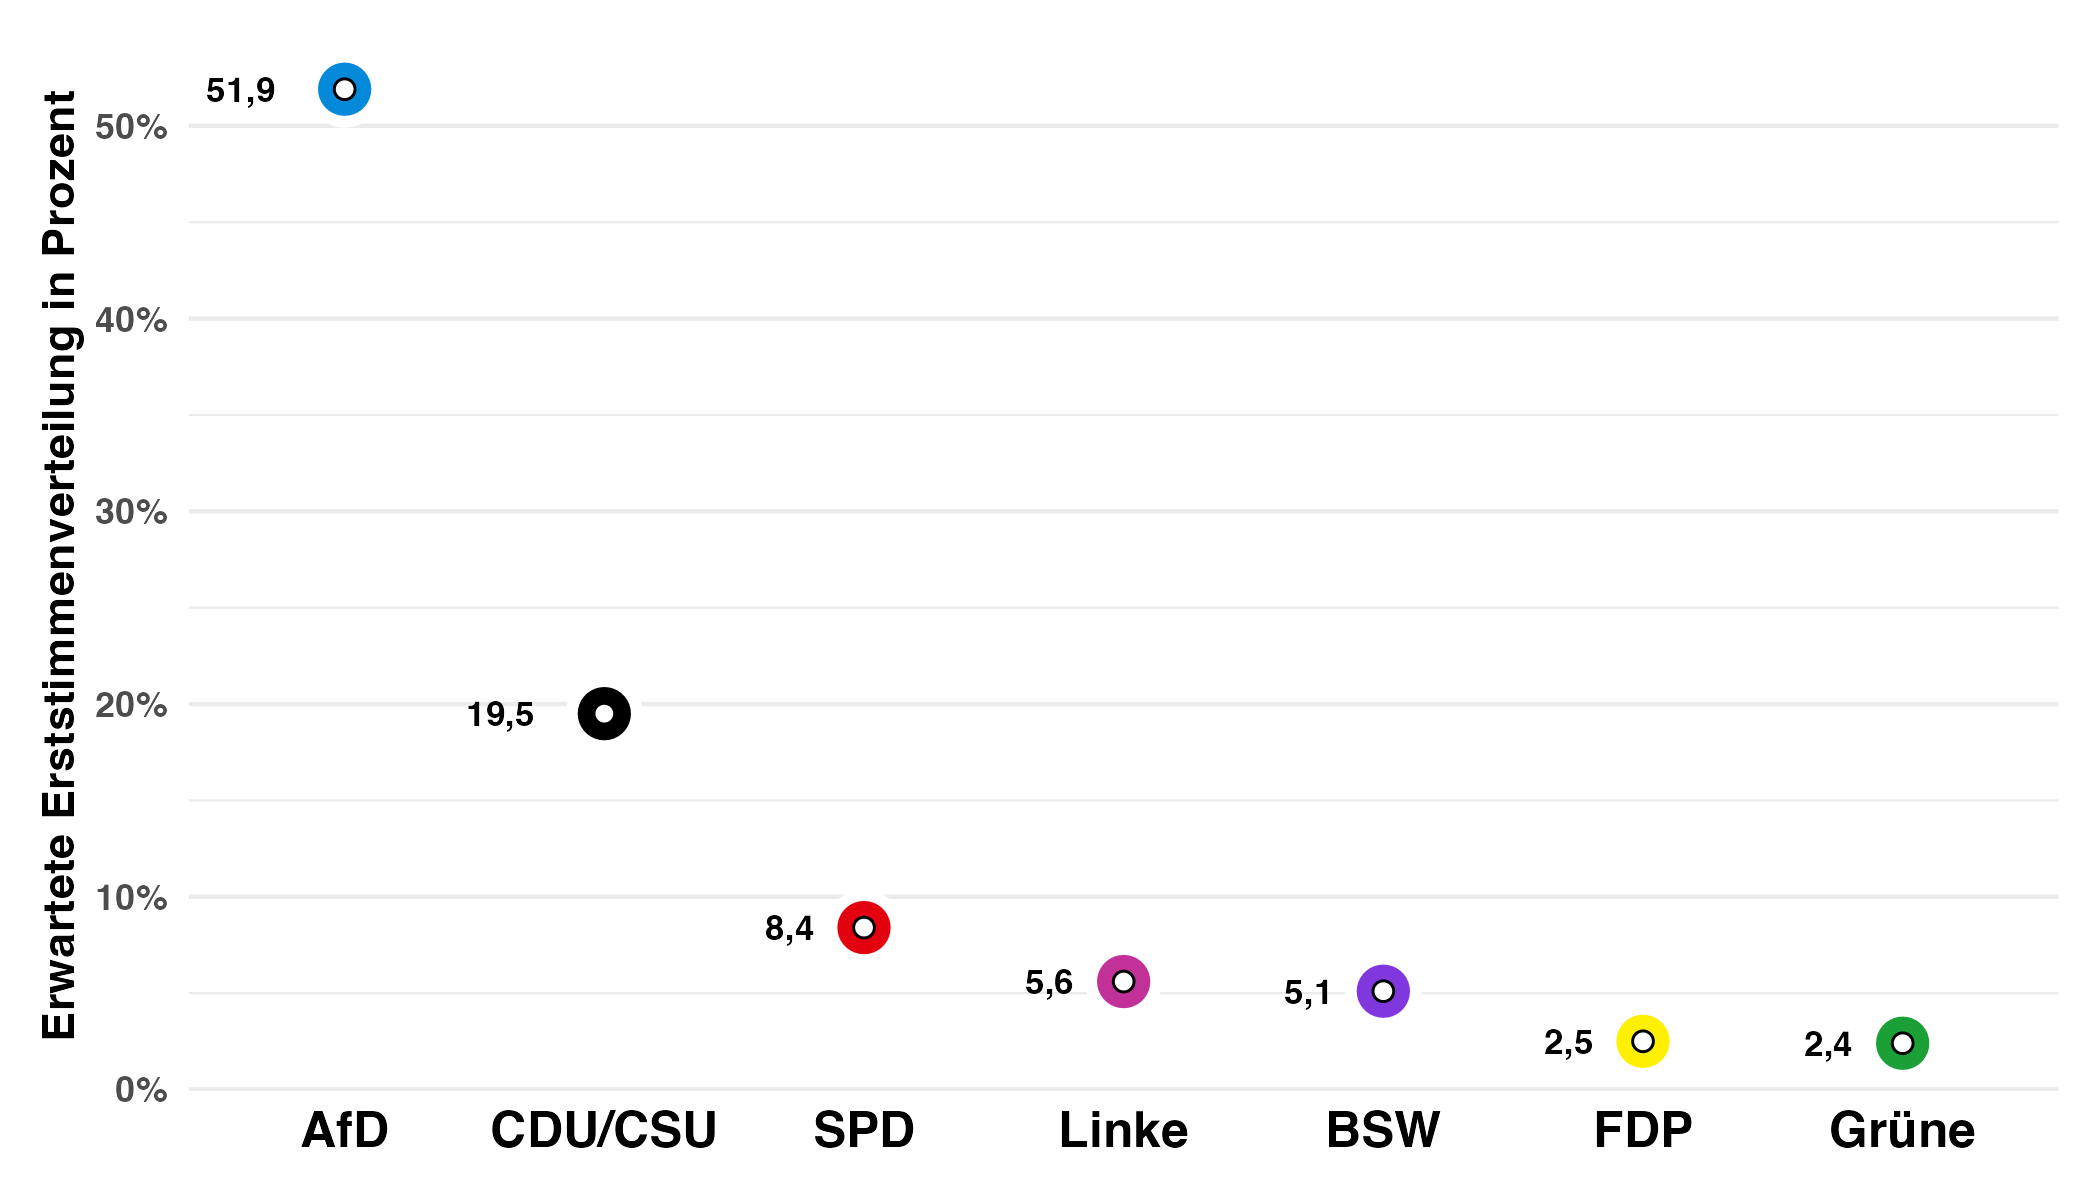 Erwartete Erststimmenverteilung in Prozent
50%
40%
30%
20%
10%
0%
51,9
19,5
8,4
5,6
5,1
2,5
2,4
AfD
CDU/CSU
SPD
Linke
BSW
FDP
Grüne